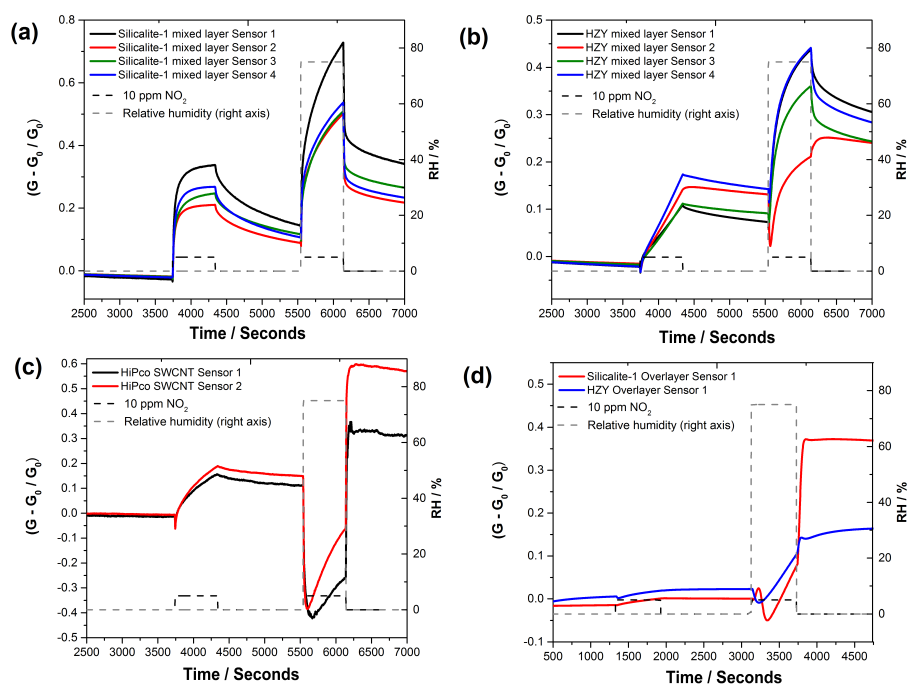 (a)
Silicalite-1 mixed layer Sensor 1
Silicalite-1 mixed layer Sensor 2
Silicalite-1 mixed layer Sensor 3
Silicalite-1 mixed layer Sensor 4
10 ppm NO2
Relative humidity (right axis)
0.8
0.6
0.4
0.2
0.0
(G - G0 / G0)
80
60
40
20
0
RH / %
2500 3000 3500 4000 4500 5000 5500 6000 6500 7000
Time / Seconds
(b)
HZY mixed layer Sensor 1
HZY mixed layer Sensor 2
HZY mixed layer Sensor 3
HZY mixed layer Sensor 4
10 ppm NO2
Relative humidity (right axis)
0.5
0.4
0.3
0.2
0.1
0.0
(G - G0 / G0)
80
60
40
20
0
RH / %
2500 3000 3500 4000 4500 5000 5500 6000 6500 7000
Time / Seconds
(c)
HiPco SWCNT Sensor 1
HiPco SWCNT Sensor 2
10 ppm NO2
Relative humidity (right axis)
0.6
0.5
0.4
0.3
0.2
0.1
0.0
-0.1
-0.2
-0.3
-0.4
-0.5
(G - G0 / G0)
80
60
40
20
0
RH / %
2500 3000 3500 4000 4500 5000 5500 6000 6500 7000
Time / Seconds
(d)
Silicalite-1 Overlayer Sensor 1
HZY Overlayer Sensor 1
10 ppm NO2
Relative humidity (right axis)
0.5
0.4
0.3
0.2
0.1
0.0
-0.1
(G - G0 / G0)
80
60
40
20
0
RH / %
500 1000 1500 2000 2500 3000 3500 4000 4500
Time / Seconds